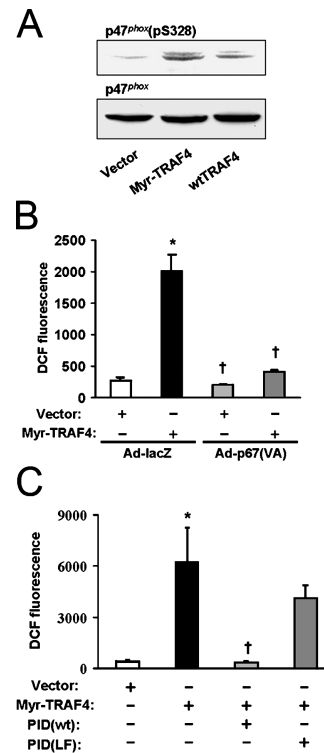 A
p47phox(pS328)
p47phox
Vector Myr-TRAF4 wtTRAF4
B
DCF fluorescence
2500
2000
1500
1000
500
0
*
†
†
Vector: + – + –
Myr-TRAF4: – + – +
Ad-lacZ Ad-p67(VA)
C
DCF fluorescence
9000
6000
3000
0
*
†
Vector: + – – –
Myr-TRAF4: – + + +
PID(wt): – – + –
PID(LF): – – – +